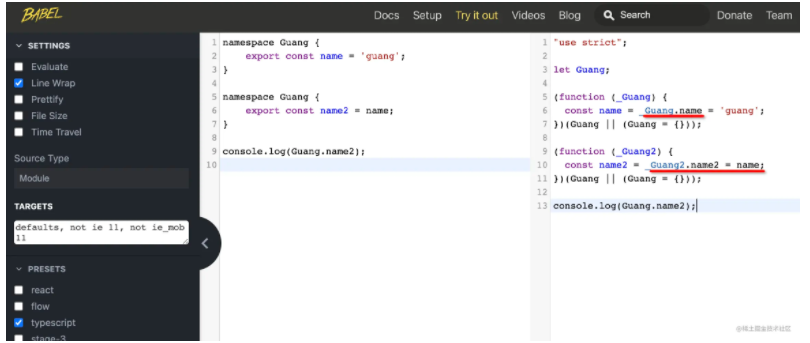 BABEL
Docs Setup Try it out Videos Blog Search Donate Team
SETTINGS
Evaluate
Line Wrap
Prettify
File Size
Time Travel
Source Type
Module
TARGETS
defaults, not ie 11, not ie_mob
11
PRESETS
react
flow
typescript
stage-3
1 namespace Guang {
2 export const name = 'guang';
3 }
4
5 namespace Guang {
6 export const name2 = name;
7 }
8
9 console.log(Guang.name2);
10
1 "use strict";
2
3 let Guang;
4
5 (function (_Guang) {
6 const name = _Guang.name = 'guang';
7 })(Guang || (Guang = {}));
8
9 (function (_Guang2) {
10 const name2 = _Guang2.name2 = name;
11 })(Guang || (Guang = {}));
12
13 console.log(Guang.name2);
@稀土掘金技术社区